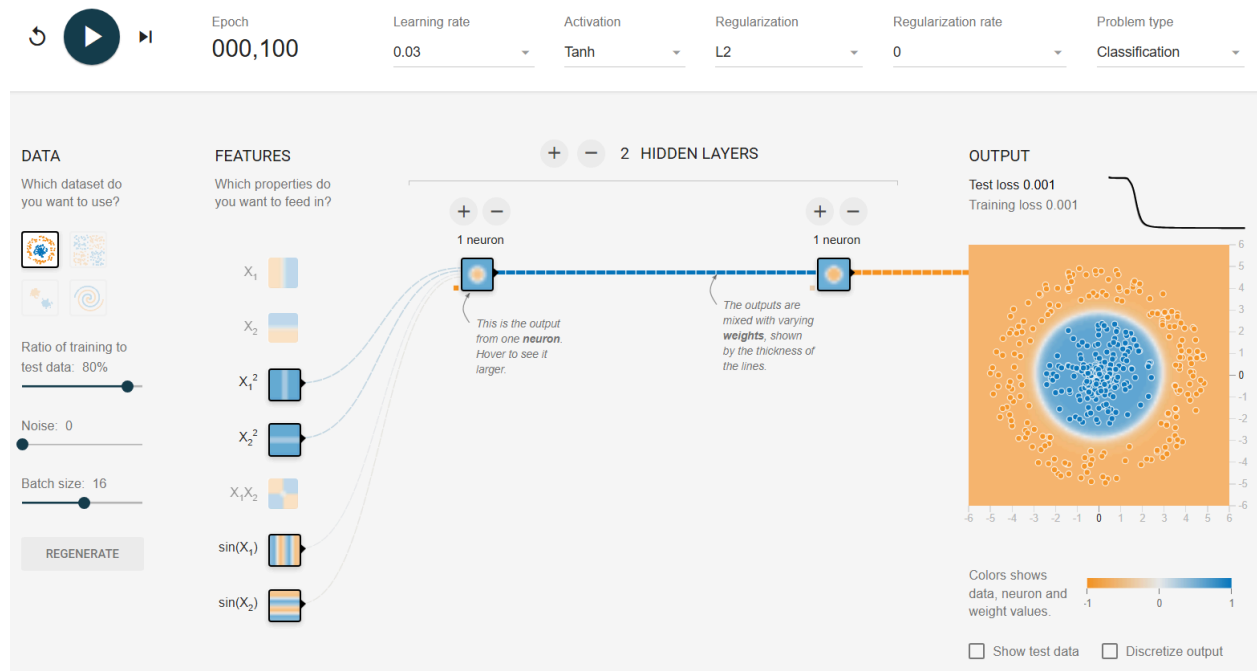 Epoch
000,100
Learning rate
0.03
Activation
Tanh
Regularization
L2
Regularization rate
0
Problem type
Classification
DATA
Which dataset do
you want to use?
Ratio of training to
test data: 80%
Noise: 0
Batch size: 16
REGENERATE
FEATURES
Which properties do
you want to feed in?
X₁
X₂
X₁²
X₂²
X₁X₂
sin(X₁)
sin(X₂)
2 HIDDEN LAYERS
1 neuron
1 neuron
This is the output
from one neuron.
Hover to see it
larger.
The outputs are
mixed with varying
weights, shown
by the thickness of
the lines.
OUTPUT
Test loss 0.001
Training loss 0.001
6
5
4
3
2
1
0
-1
-2
-3
-4
-5
-6
-6 -5 -4 -3 -2 -1 0 1 2 3 4 5 6
Colors shows
data, neuron and
weight values.
-1 0 1
Show test data
Discretize output